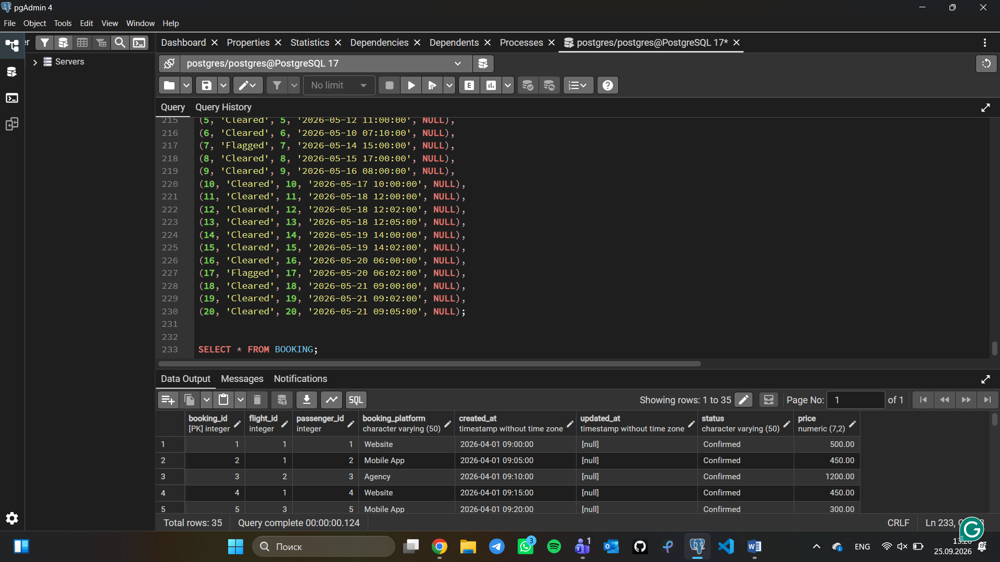 pgAdmin 4
File Object Tools Edit View Window Help
er
Dashboard Properties Statistics Dependencies Dependents Processes postgres/postgres@PostgreSQL 17*
Servers
postgres/postgres@PostgreSQL 17
No limit
E
Query Query History
215 (5, 'Cleared', 5, '2026-05-12 11:00:00', NULL),
216 (6, 'Cleared', 6, '2026-05-10 07:10:00', NULL),
217 (7, 'Flagged', 7, '2026-05-14 15:00:00', NULL),
218 (8, 'Cleared', 8, '2026-05-15 17:00:00', NULL),
219 (9, 'Cleared', 9, '2026-05-16 08:00:00', NULL),
220 (10, 'Cleared', 10, '2026-05-17 10:00:00', NULL),
221 (11, 'Cleared', 11, '2026-05-18 12:00:00', NULL),
222 (12, 'Cleared', 12, '2026-05-18 12:02:00', NULL),
223 (13, 'Cleared', 13, '2026-05-18 12:05:00', NULL),
224 (14, 'Cleared', 14, '2026-05-19 14:00:00', NULL),
225 (15, 'Cleared', 15, '2026-05-19 14:02:00', NULL),
226 (16, 'Cleared', 16, '2026-05-20 06:00:00', NULL),
227 (17, 'Flagged', 17, '2026-05-20 06:02:00', NULL),
228 (18, 'Cleared', 18, '2026-05-21 09:00:00', NULL),
229 (19, 'Cleared', 19, '2026-05-21 09:02:00', NULL),
230 (20, 'Cleared', 20, '2026-05-21 09:05:00', NULL);
231
232
233 SELECT * FROM BOOKING;
Data Output Messages Notifications
SQL Showing rows: 1 to 35 Page No: 1 of 1
booking_id flight_id passenger_id booking_platform created_at updated_at status price
[PK] integer integer integer character varying (50) timestamp without time zone timestamp without time zone character varying (50) numeric (7,2)
1 1 1 1 Website 2026-04-01 09:00:00 [null] Confirmed 500.00
2 2 1 2 Mobile App 2026-04-01 09:05:00 [null] Confirmed 450.00
3 3 2 3 Agency 2026-04-01 09:10:00 [null] Confirmed 1200.00
4 4 1 4 Website 2026-04-01 09:15:00 [null] Confirmed 450.00
5 5 3 5 Mobile App 2026-04-01 09:20:00 [null] Confirmed 300.00
Total rows: 35 Query complete 00:00:00.124 CRLF Ln 233,
Поиск
3
1
ENG
25.09.2026